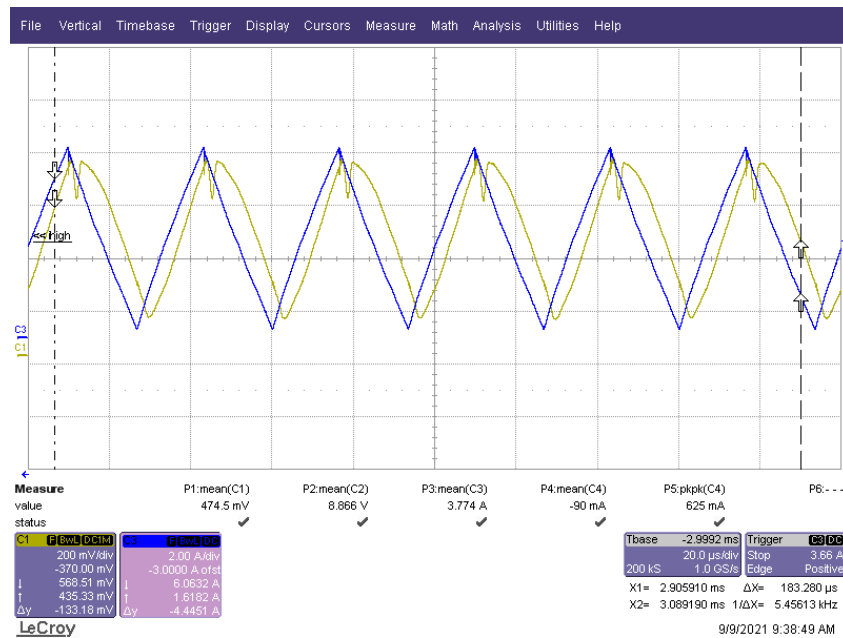 File Vertical Timebase Trigger Display Cursors Measure Math Analysis Utilities Help
<< high
C3
C1
Measure P1:mean(C1) P2:mean(C2) P3:mean(C3) P4:mean(C4) P5:pkpk(C4) P6:- - -
value 474.5 mV 8.866 V 3.774 A -90 mA 625 mA
status
C1 F BwL DC1M
200 mV/div
-370.00 mV
568.51 mV
435.33 mV
Δy -133.18 mV
F BwL DC
2.00 A/div
-3.0000 A ofst
6.0632 A
1.6182 A
Δy -4.4451 A
Tbase -2.9992 ms
20.0 µs/div
200 kS 1.0 GS/s
Trigger C3 DC
Stop 3.66 A
Edge Positive
X1= 2.905910 ms ΔX= 183.280 µs
X2= 3.089190 ms 1/ΔX= 5.45613 kHz
LeCroy
9/9/2021 9:38:49 AM